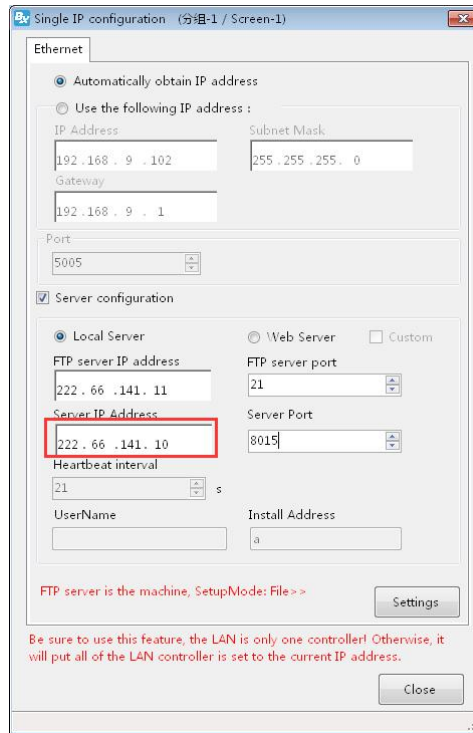 Single IP configuration (分组-1 / Screen-1)
Ethernet
Automatically obtain IP address
Use the following IP address :
IP Address Subnet Mask
192 . 168 . 9 . 102 255 . 255 . 255 . 0
Gateway
192 . 168 . 9 . 1
Port
5005
Server configuration
Local Server Web Server Custom
FTP server IP address FTP server port
222 . 66 . 141 . 11 21
Server IP Address Server Port
222 . 66 . 141 . 10 8015
Heartbeat interval
21 s
UserName Install Address
a
FTP server is the machine, SetupMode: File>>
Settings
Be sure to use this feature, the LAN is only one controller! Otherwise, it
will put all of the LAN controller is set to the current IP address.
Close